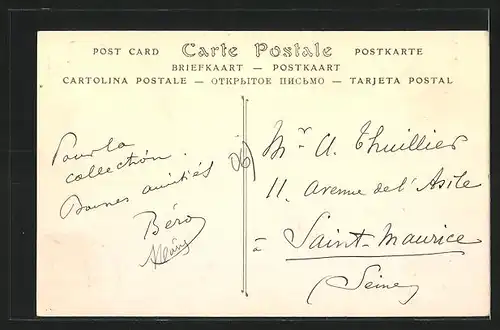 POST CARD Carte Postale POSTKARTE
BRIEFKAART — POSTKAART
CARTOLINA POSTALE — ОТКРЫТОЕ ПИСЬМО — TARJETA POSTAL
Pour la
collection.
Bonnes amitiés
Béro
06
Mr A. Thuillier
11 avenue de l'Asile
à Saint-Maurice
(Seine)